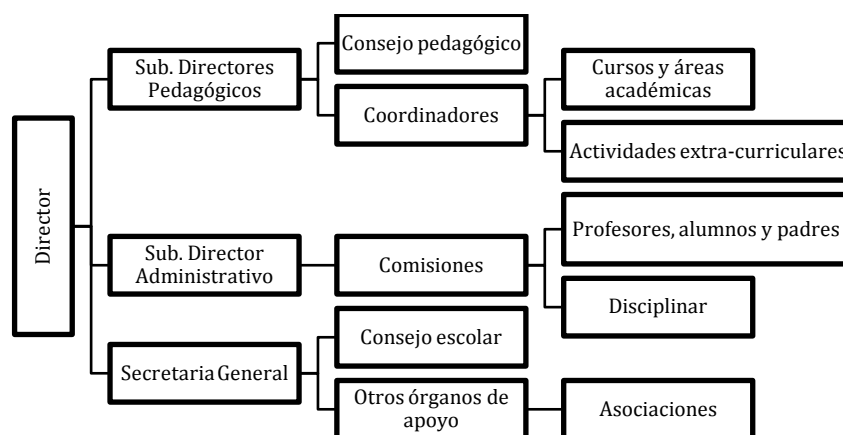 Director
Sub. Directores
Pedagógicos
Consejo pedagógico
Coordinadores
Cursos y áreas
académicas
Actividades extra-curriculares
Sub. Director
Administrativo
Comisiones
Profesores, alumnos y padres
Disciplinar
Secretaria General
Consejo escolar
Otros órganos de
apoyo
Asociaciones